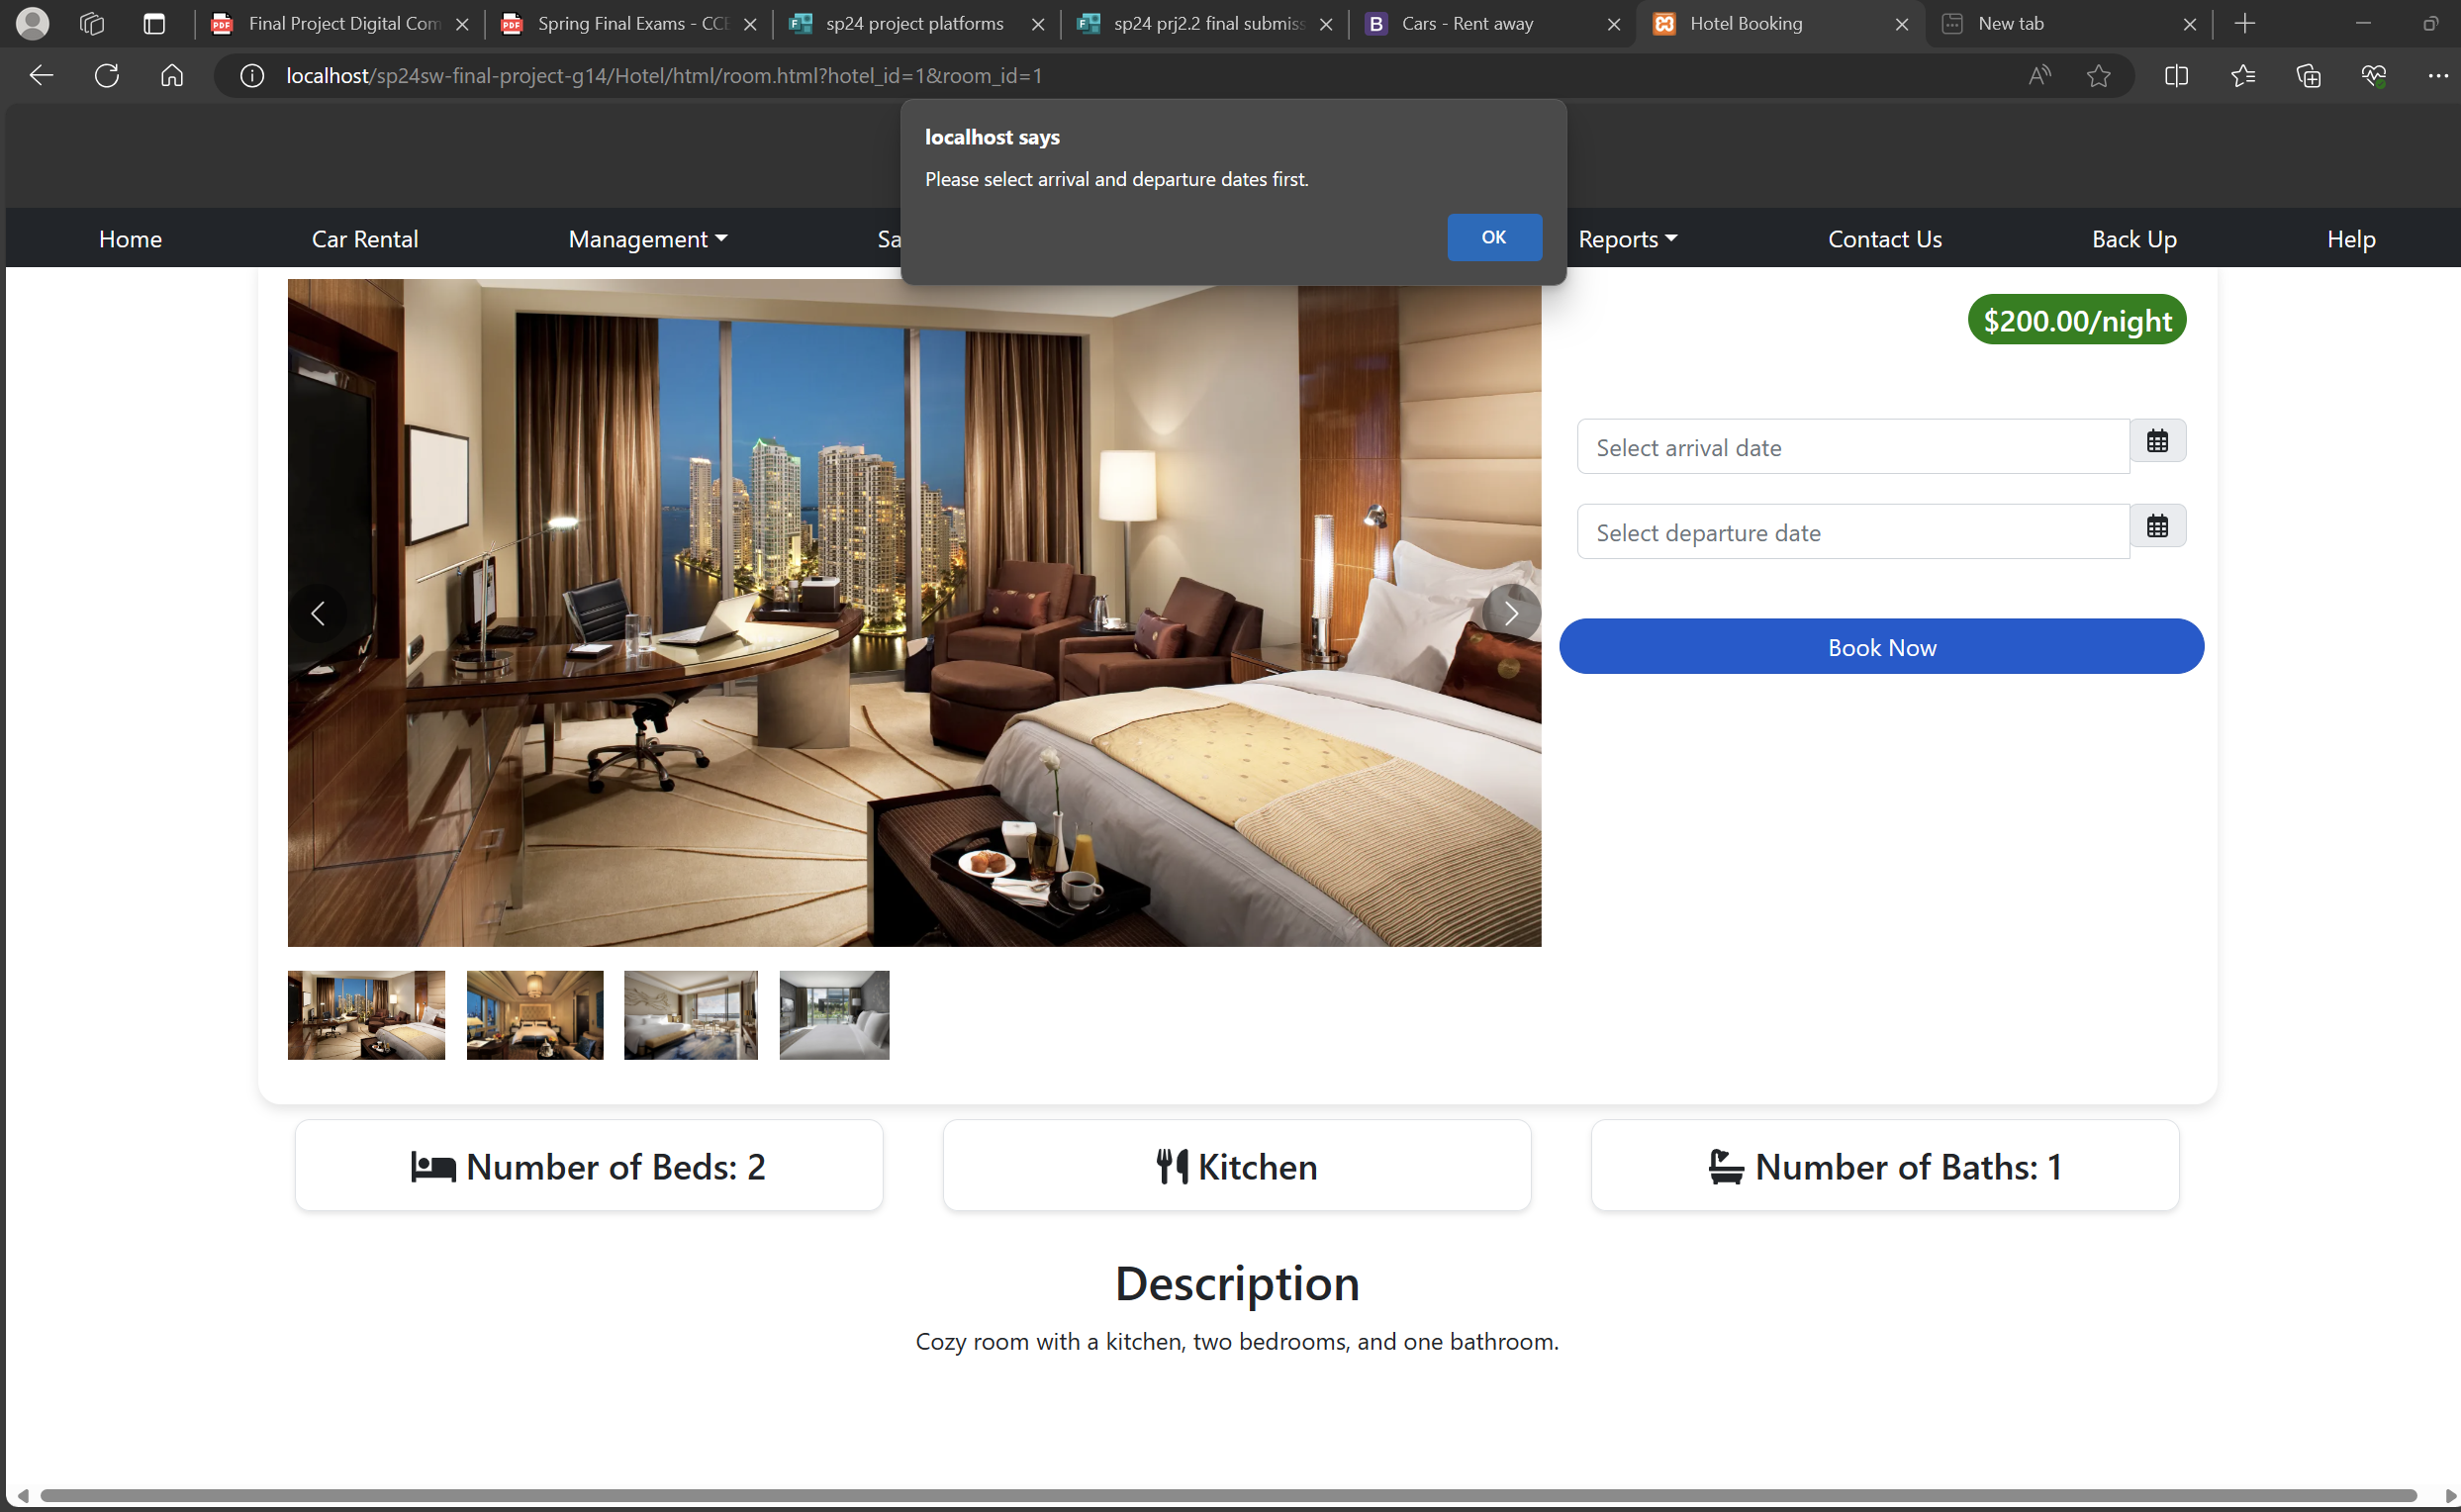 Final Project Digital Com
Spring Final Exams - CCE
sp24 project platforms
sp24 prj2.2 final submiss
Cars - Rent away
Hotel Booking
New tab
localhost/sp24sw-final-project-g14/Hotel/html/room.html?hotel_id=1&room_id=1
localhost says
Please select arrival and departure dates first.
OK
Home
Car Rental
Management
Sa
Reports
Contact Us
Back Up
Help
$200.00/night
Select arrival date
Select departure date
Book Now
Number of Beds: 2
Kitchen
Number of Baths: 1
Description
Cozy room with a kitchen, two bedrooms, and one bathroom.